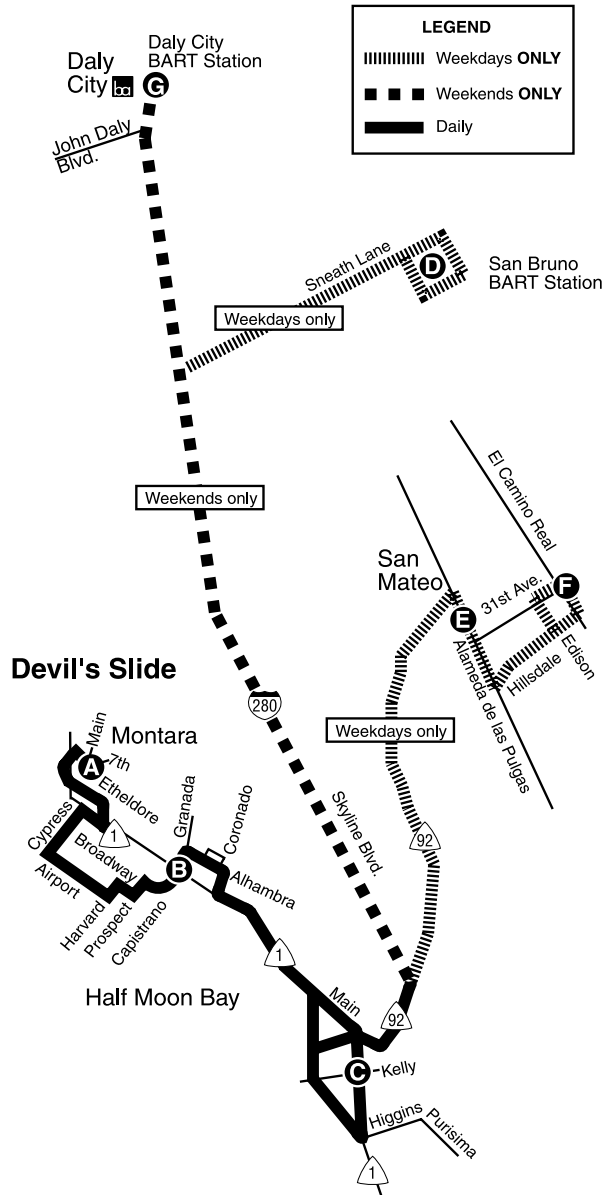 LEGEND
Weekdays ONLY
Weekends ONLY
Daily
Daly City
BART Station
Daly
City
ba
G
John Daly
Blvd.
Sneath Lane
D
San Bruno
BART Station
Weekdays only
Weekends only
El Camino Real
San
Mateo
31st Ave.
F
E
Edison
Hillsdale
Alameda de las Pulgas
Devil's Slide
280
Weekdays only
Montara
Main
7th
A
Etheldore
Granada
Coronado
Skyline Blvd.
92
Cypress
1
Broadway
B
Alhambra
Airport
Harvard
Prospect
Capistrano
1
Half Moon Bay
Main
92
C
Kelly
Higgins
Purisima
1